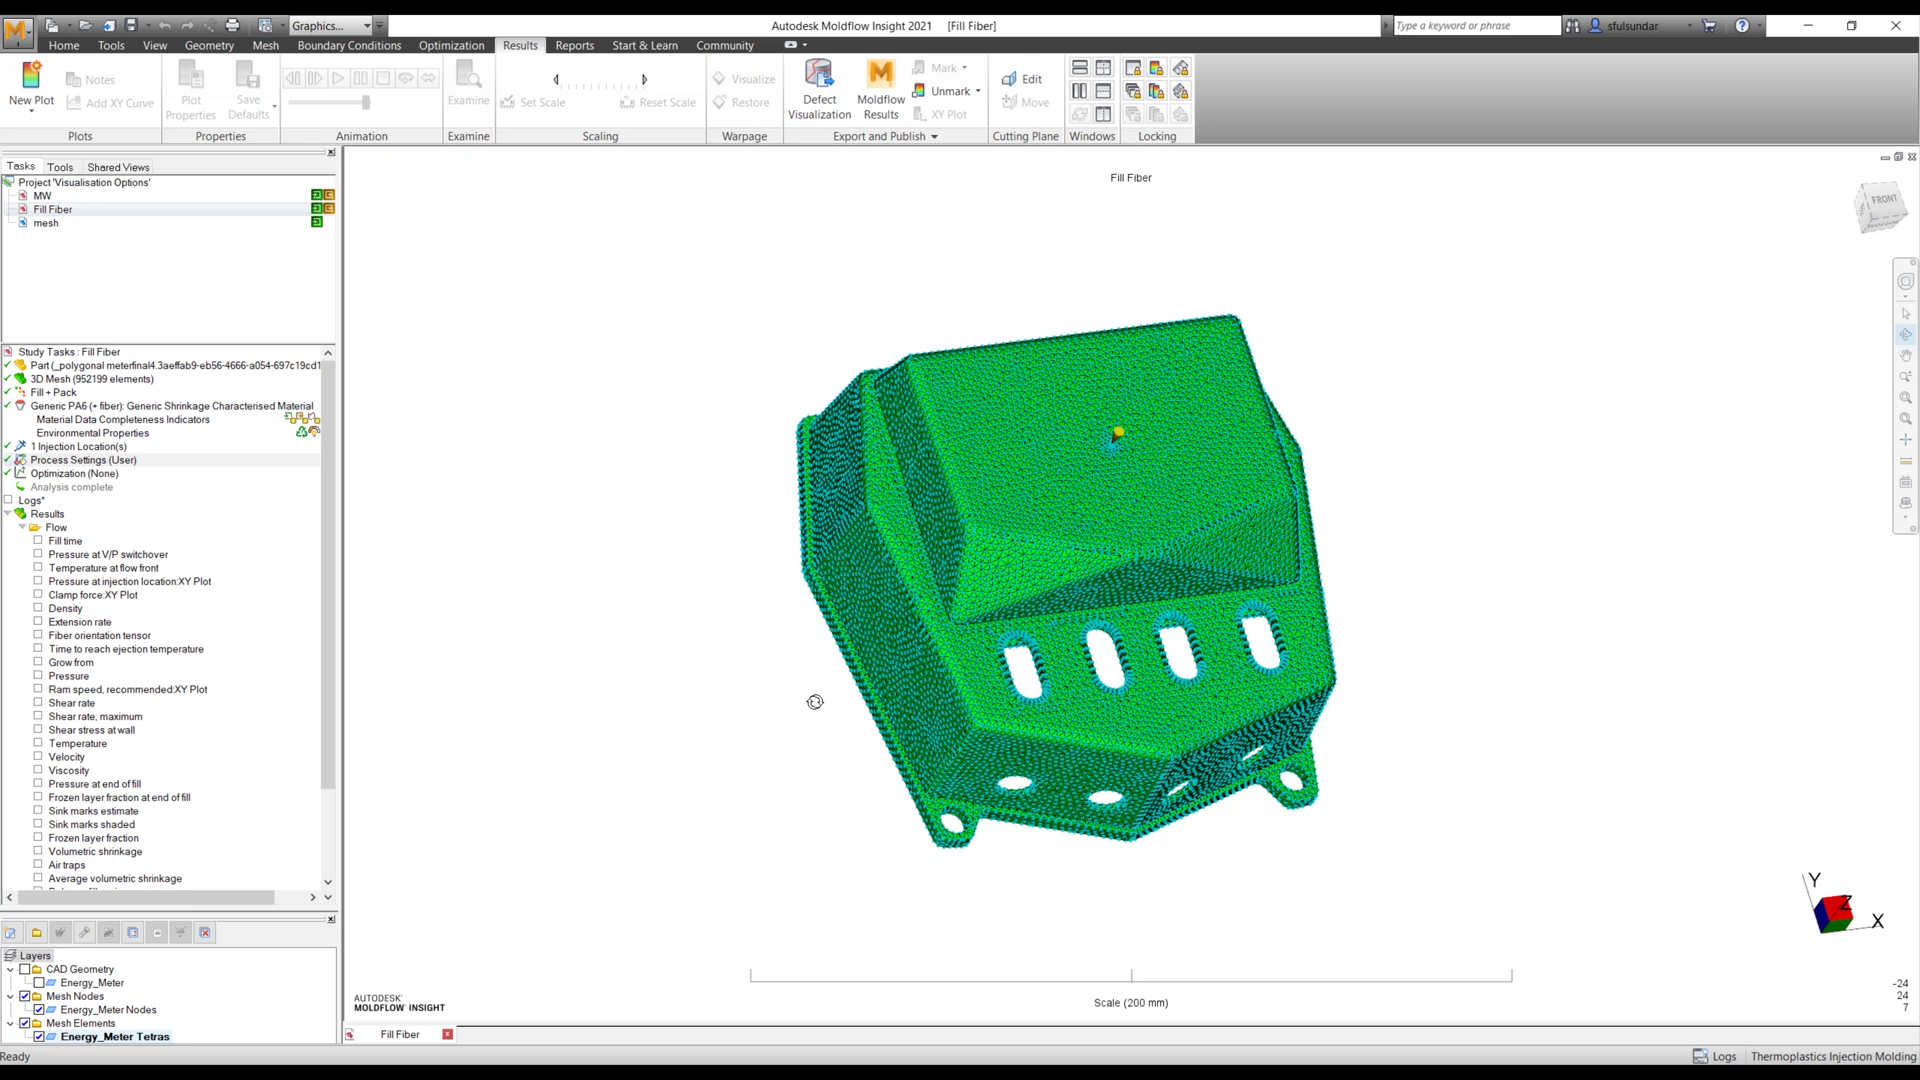 Graphics...
Autodesk Moldflow Insight 2021 [Fill Fiber]
Type a keyword or phrase
sfulsundar
Home Tools View Geometry Mesh Boundary Conditions Optimization Results Reports Start & Learn Community
New Plot
Notes
Add XY Curve
Plots
Plot Properties
Save Defaults
Properties
Animation
Examine
Examine
Set Scale
Reset Scale
Scaling
Visualize
Restore
Warpage
Defect Visualization
Moldflow Results
Mark
Unmark
XY Plot
Export and Publish
Edit
Move
Cutting Plane
Windows
Locking
Tasks Tools Shared Views
Project 'Visualisation Options'
MW
Fill Fiber
mesh
Study Tasks : Fill Fiber
Part (_polygonal meterfinal4.3aeffab9-eb56-4666-a054-697c19cd1
3D Mesh (952199 elements)
Fill + Pack
Generic PA6 (+ fiber): Generic Shrinkage Characterised Material
Material Data Completeness Indicators
Environmental Properties
1 Injection Location(s)
Process Settings (User)
Optimization (None)
Analysis complete
Logs*
Results
Flow
Fill time
Pressure at V/P switchover
Temperature at flow front
Pressure at injection location:XY Plot
Clamp force:XY Plot
Density
Extension rate
Fiber orientation tensor
Time to reach ejection temperature
Grow from
Pressure
Ram speed, recommended:XY Plot
Shear rate
Shear rate, maximum
Shear stress at wall
Temperature
Velocity
Viscosity
Pressure at end of fill
Frozen layer fraction at end of fill
Sink marks estimate
Sink marks shaded
Frozen layer fraction
Volumetric shrinkage
Air traps
Average volumetric shrinkage
Layers
CAD Geometry
Energy_Meter
Mesh Nodes
Energy_Meter Nodes
Mesh Elements
Energy_Meter Tetras
Fill Fiber
FRONT
Y
Z
X
-24
24
7
AUTODESK'
MOLDFLOW INSIGHT
Scale (200 mm)
Fill Fiber
Ready
Logs
Thermoplastics Injection Molding